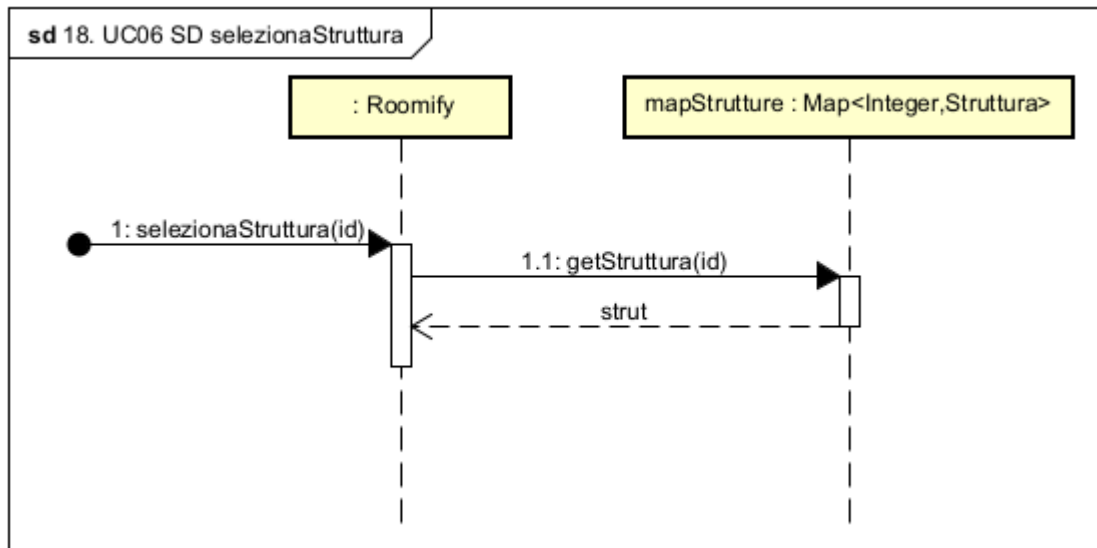 sd 18. UC06 SD selezionaStruttura
: Roomify
mapStrutture : Map<Integer,Struttura>
1: selezionaStruttura(id)
1.1: getStruttura(id)
strut